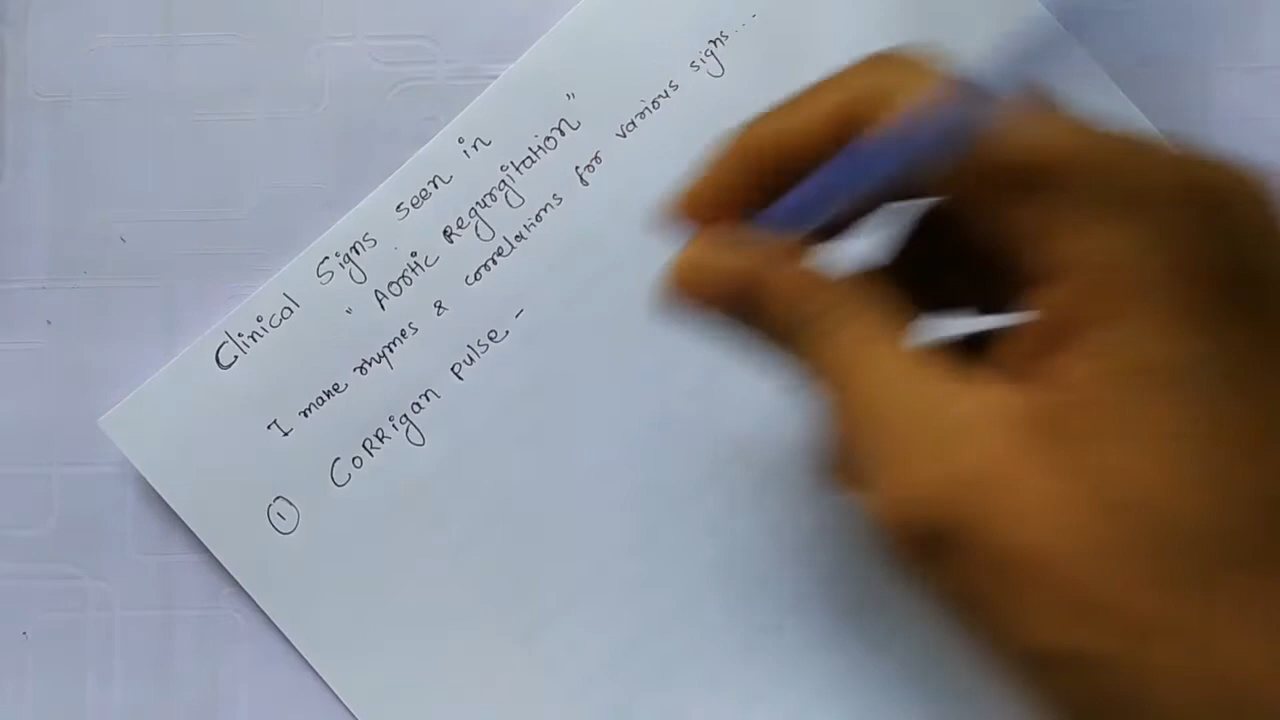 Clinical Signs seen in
"Aortic Regurgitation"
I make rhymes & correlations for various signs...
① CoRRigan pulse -